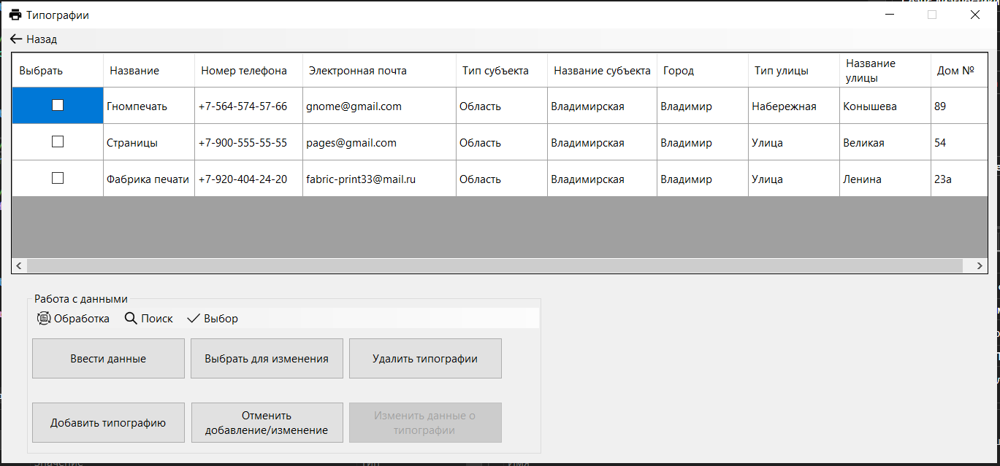 Типографии
Назад
Выбрать Название Номер телефона Электронная почта Тип субъекта Название субъекта Город Тип улицы Название улицы Дом №
Гномпечать +7-564-574-57-66 gnome@gmail.com Область Владимирская Владимир Набережная Конышева 89
Страницы +7-900-555-55-55 pages@gmail.com Область Владимирская Владимир Улица Великая 54
Фабрика печати +7-920-404-24-20 fabric-print33@mail.ru Область Владимирская Владимир Улица Ленина 23а
Работа с данными
Обработка Поиск Выбор
Ввести данные Выбрать для изменения Удалить типографии
Добавить типографию
Отменить
добавление/изменение
Изменить данные о
типографии